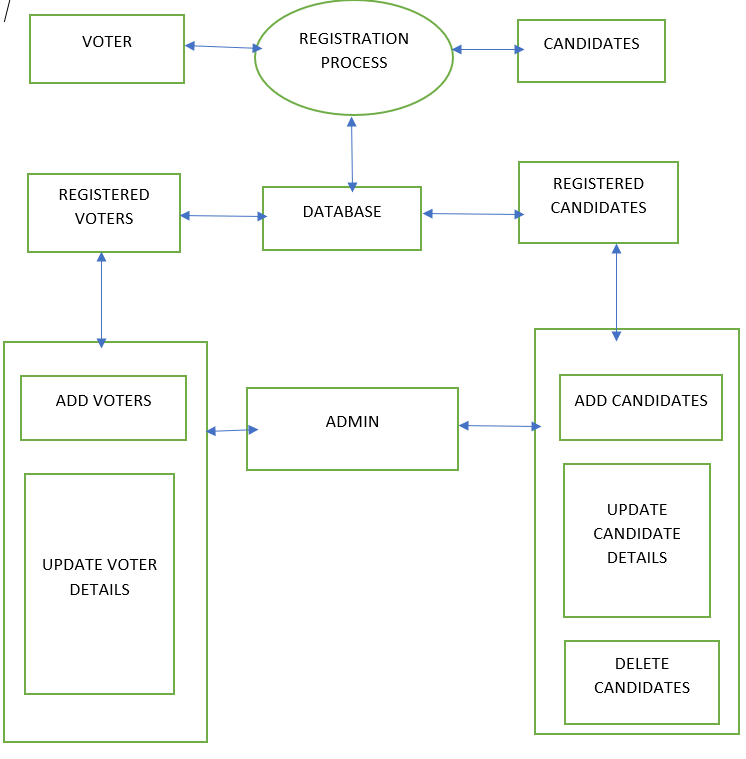 /
VOTER
REGISTRATION
PROCESS
CANDIDATES
REGISTERED
VOTERS
DATABASE
REGISTERED
CANDIDATES
ADD VOTERS
ADMIN
ADD CANDIDATES
UPDATE VOTER
DETAILS
UPDATE
CANDIDATE
DETAILS
DELETE
CANDIDATES